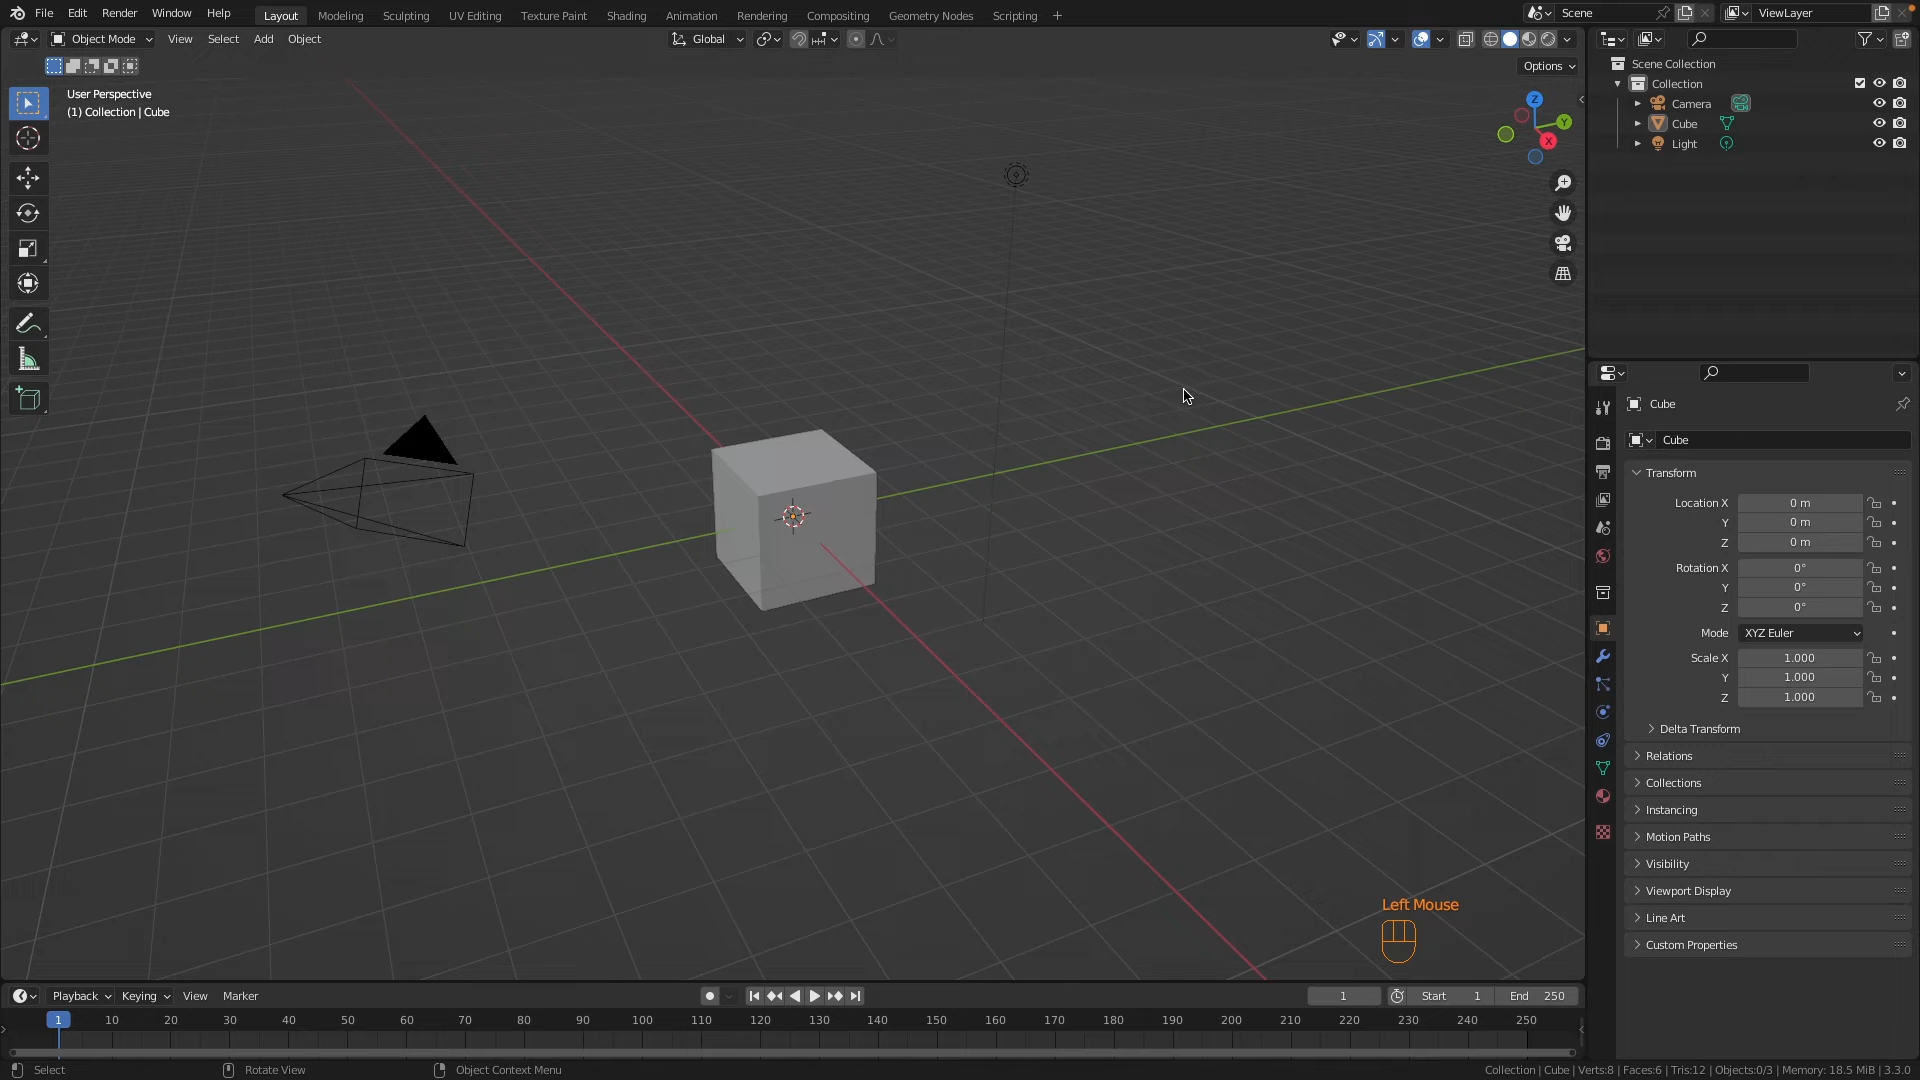 File Edit Render Window Help Layout Modeling Sculpting UV Editing Texture Paint Shading Animation Rendering Compositing Geometry Nodes Scripting + Scene ViewLayer
Object Mode View Select Add Object Global
Options
User Perspective
(1) Collection | Cube
Z
Y
X
Left Mouse
Scene Collection
Collection
Camera
Cube
Light
Cube
Cube
Transform
Location X 0 m
Y 0 m
Z 0 m
Rotation X 0°
Y 0°
Z 0°
Mode XYZ Euler
Scale X 1.000
Y 1.000
Z 1.000
Delta Transform
Relations
Collections
Instancing
Motion Paths
Visibility
Viewport Display
Line Art
Custom Properties
Playback Keying View Marker 1 Start 1 End 250
1 10 20 30 40 50 60 70 80 90 100 110 120 130 140 150 160 170 180 190 200 210 220 230 240 250
Select Rotate View Object Context Menu Collection | Cube | Verts:8 | Faces:6 | Tris:12 | Objects:0/3 | Memory: 18.5 MiB | 3.3.0